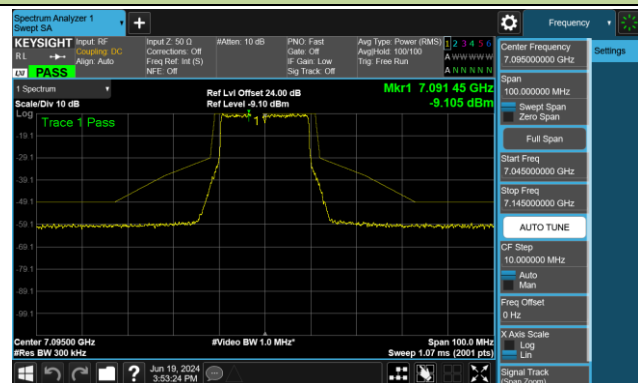 Spectrum Analyzer 1
Swept SA
Frequency
KEYSIGHT
Input: RF
Coupling: DC
Align: Auto
Input Z: 50 Ω
Corrections: Off
Freq Ref: Int (S)
NFE: Off
#Atten: 10 dB
PNO: Fast
Gate: Off
IF Gain: Low
Sig Track: Off
Avg Type: Power (RMS)
Avg|Hold: 100/100
Trig: Free Run
1 2 3 4 5 6
A W W W W W
A N N N N N
R L
LXI PASS
1 Spectrum
Scale/Div 10 dB
Ref Lvl Offset 24.00 dB
Ref Level -9.10 dBm
Mkr1 7.091 45 GHz
-9.105 dBm
Log
Trace 1 Pass
1
-19.1
-29.1
-39.1
-49.1
-59.1
-69.1
-79.1
-89.1
-99.1
Center 7.09500 GHz
#Res BW 300 kHz
#Video BW 1.0 MHz*
Span 100.0 MHz
Sweep 1.07 ms (2001 pts)
Jun 19, 2024
3:53:24 PM
Center Frequency
7.095000000 GHz
Settings
Span
100.000000 MHz
Swept Span
Zero Span
Full Span
Start Freq
7.045000000 GHz
Stop Freq
7.145000000 GHz
AUTO TUNE
CF Step
10.000000 MHz
Auto
Man
Freq Offset
0 Hz
X Axis Scale
Log
Lin
Signal Track
(Span Zoom)